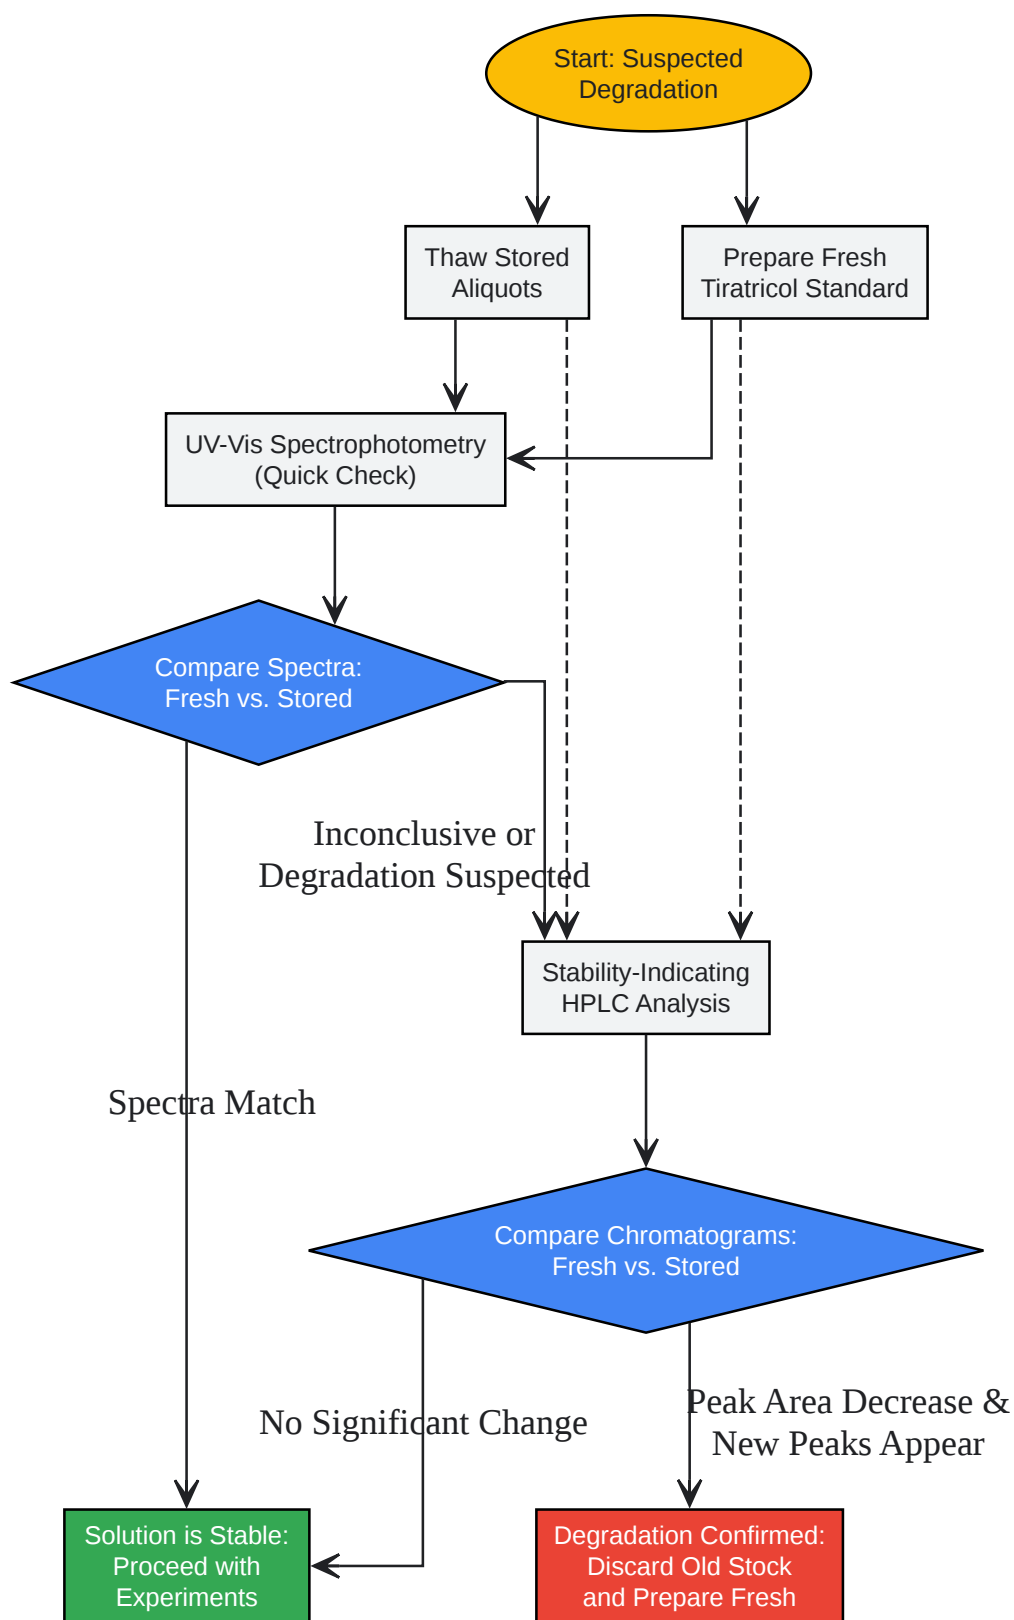 Start: Suspected
Degradation
Thaw Stored
Aliquots
Prepare Fresh
Tiratricol Standard
UV-Vis Spectrophotometry
(Quick Check)
Compare Spectra:
Fresh vs. Stored
Inconclusive or
Degradation Suspected
Stability-Indicating
HPLC Analysis
Spectra Match
Compare Chromatograms:
Fresh vs. Stored
No Significant Change
Peak Area Decrease &
New Peaks Appear
Solution is Stable:
Proceed with
Experiments
Degradation Confirmed:
Discard Old Stock
and Prepare Fresh